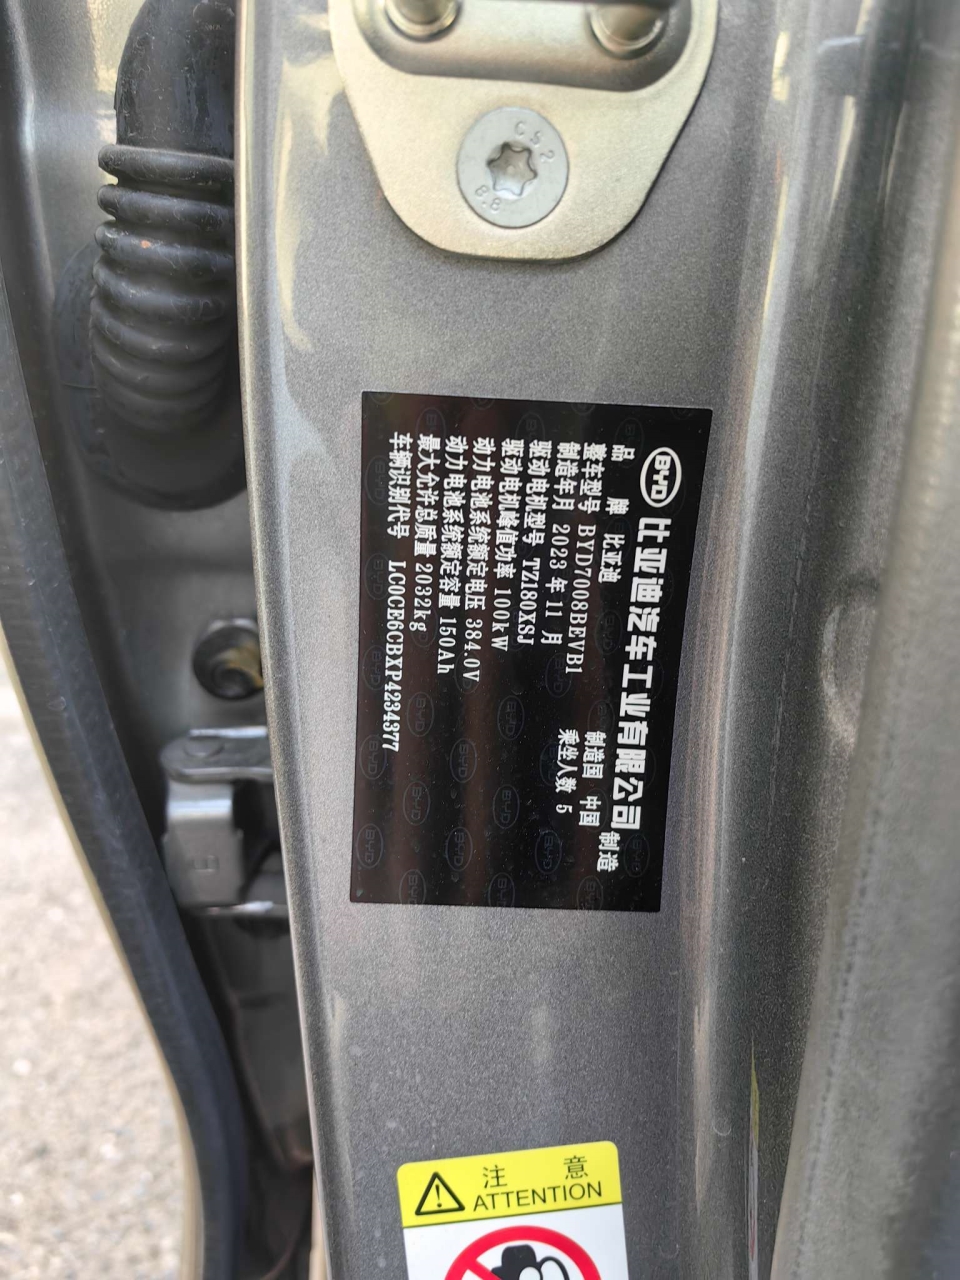 CSP
8.8
BYD 比亚迪汽车工业有限公司 制造
品牌 比亚迪 制造国 中国
整车型号 BYD7008BEVB1 乘坐人数 5
制造年月 2023 年 11 月
驱动电机型号 TZ180XSJ
驱动电机峰值功率 100kW
动力电池系统额定电压 384.0V
动力电池系统额定容量 150Ah
最大允许总质量 2032kg
车辆识别代号 LC0CE6CBXP4234377
注意
ATTENTION